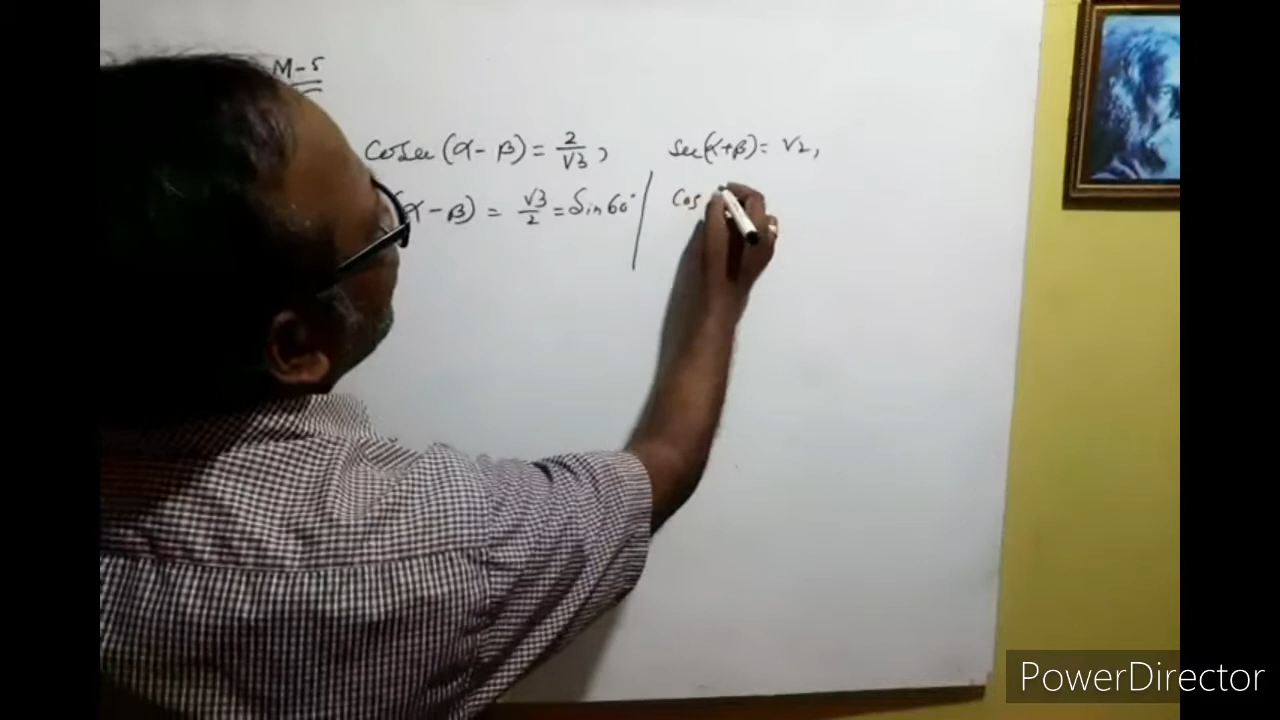 M-5
Cosec (α - β) = 2/√3, sec(α+β) = √2,
(α - β) = √3/2 = Sin 60° Cos
PowerDirector